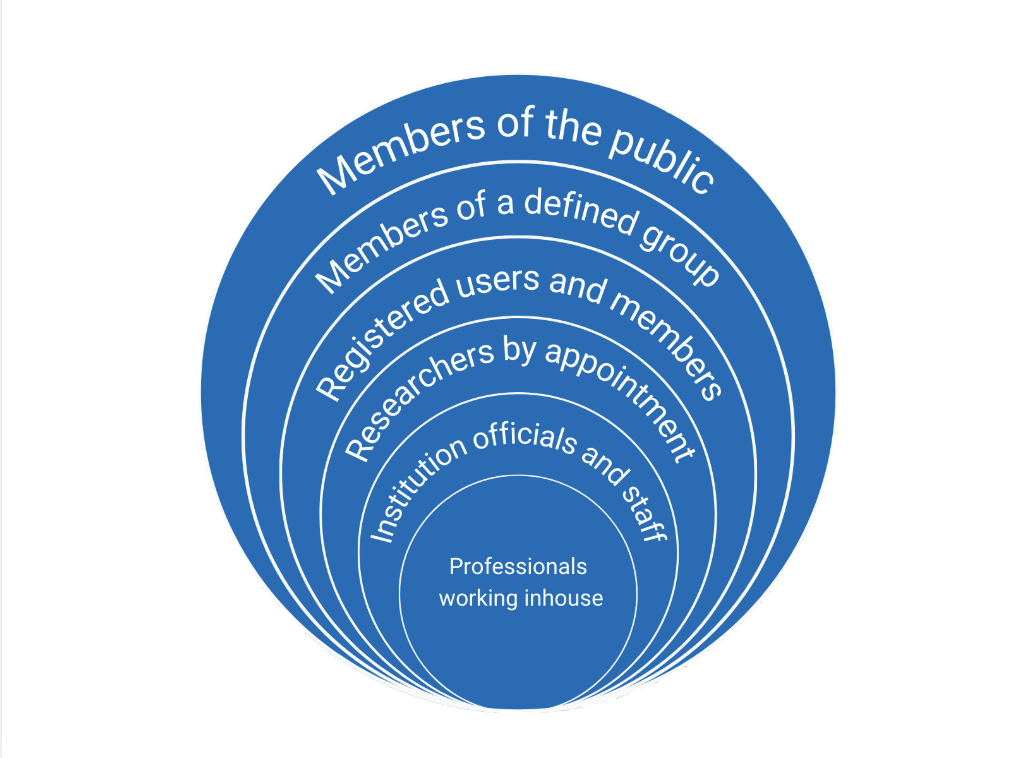 Members of the public
Members of a defined group
Registered users and members
Researchers by appointment
Institution officials and staff
Professionals
working inhouse